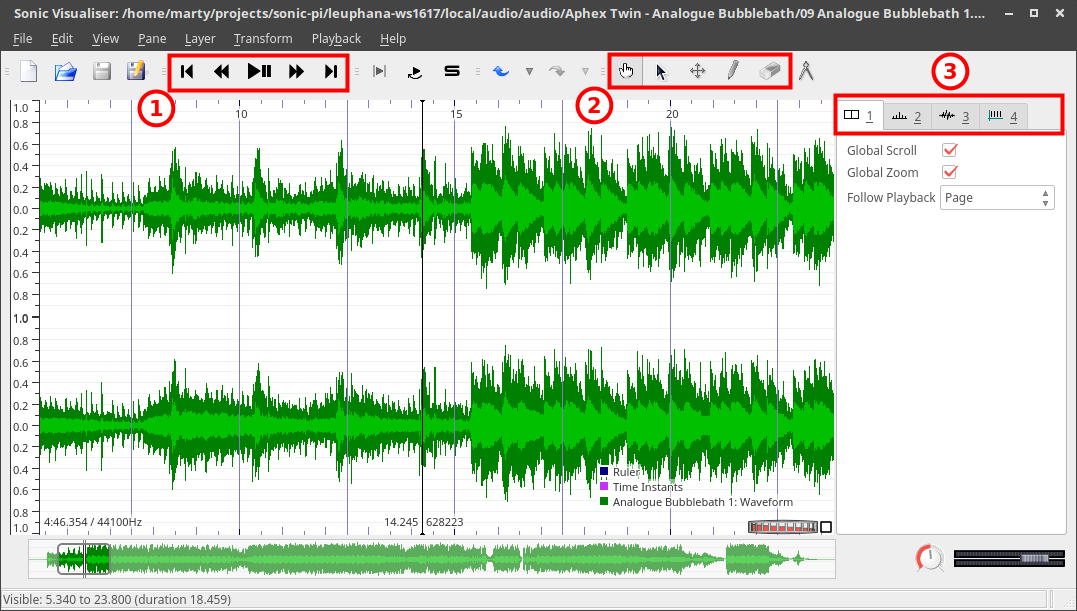 Sonic Visualiser: /home/marty/projects/sonic-pi/leuphana-ws1617/local/audio/audio/Aphex Twin - Analogue Bubblebath/09 Analogue Bubblebath 1....
File Edit View Pane Layer Transform Playback Help
1
2
3
1 2 3 4
10 15 20
Global Scroll
Global Zoom
Follow Playback Page
1.0
0.8
0.6
0.4
0.2
0.0
0.2
0.4
0.6
0.8
1.0
0.8
0.6
0.4
0.2
0.0
0.2
0.4
0.6
0.8
1.0
Ruler
Time Instants
Analogue Bubblebath 1: Waveform
4:46.354 / 44100Hz 14.245 628223
Visible: 5.340 to 23.800 (duration 18.459)